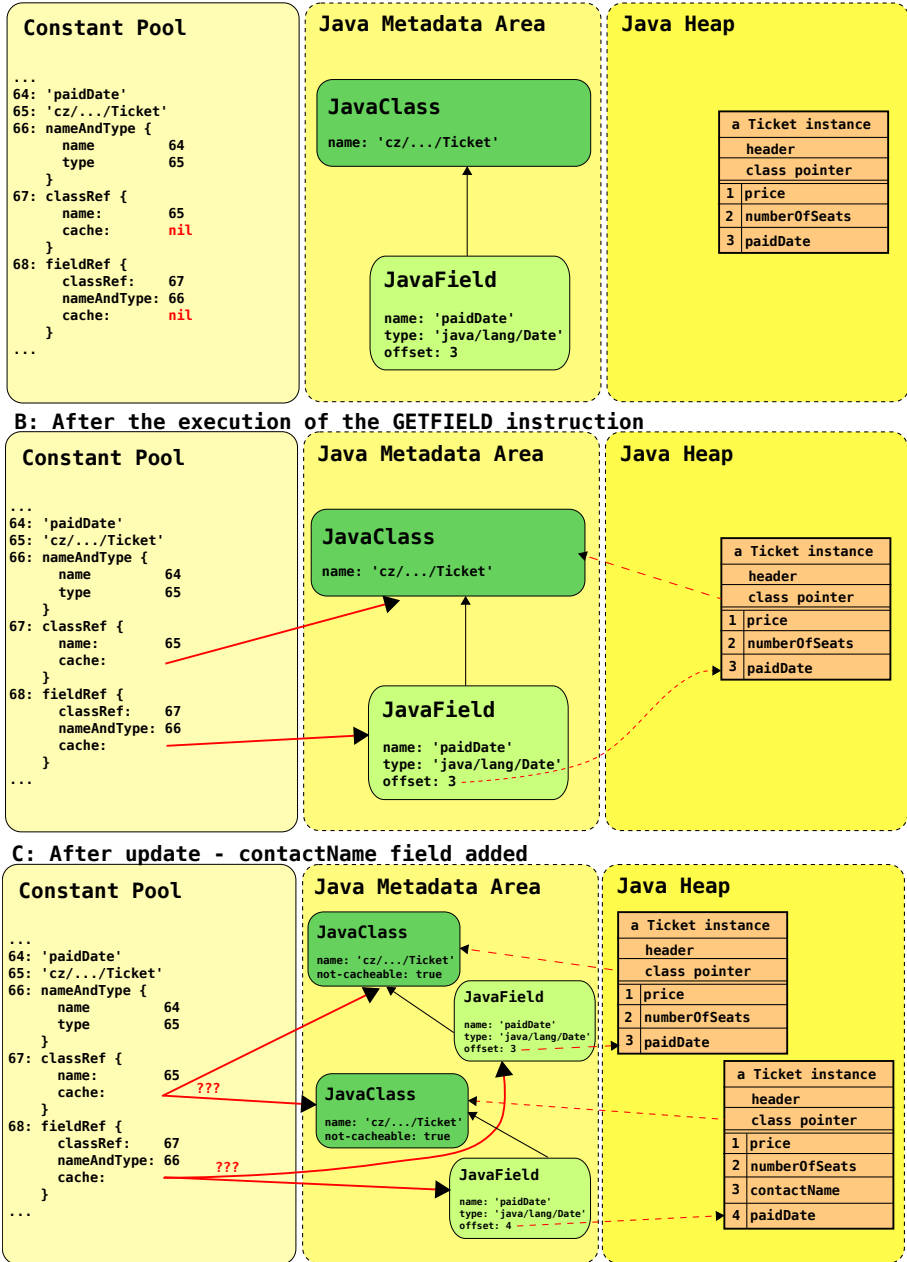 Constant Pool
...
64: 'paidDate'
65: 'cz/.../Ticket'
66: nameAndType {
name 64
type 65
}
67: classRef {
name: 65
cache: nil
}
68: fieldRef {
classRef: 67
nameAndType: 66
cache: nil
}
...
Java Metadata Area
JavaClass
name: 'cz/.../Ticket'
JavaField
name: 'paidDate'
type: 'java/lang/Date'
offset: 3
Java Heap
a Ticket instance
header
class pointer
1 price
2 numberOfSeats
3 paidDate
B: After the execution of the GETFIELD instruction
Constant Pool
...
64: 'paidDate'
65: 'cz/.../Ticket'
66: nameAndType {
name 64
type 65
}
67: classRef {
name: 65
cache:
}
68: fieldRef {
classRef: 67
nameAndType: 66
cache:
}
...
Java Metadata Area
JavaClass
name: 'cz/.../Ticket'
JavaField
name: 'paidDate'
type: 'java/lang/Date'
offset: 3
Java Heap
a Ticket instance
header
class pointer
1 price
2 numberOfSeats
3 paidDate
C: After update - contactName field added
Constant Pool
...
64: 'paidDate'
65: 'cz/.../Ticket'
66: nameAndType {
name 64
type 65
}
67: classRef {
name: 65
cache: ???
}
68: fieldRef {
classRef: 67
nameAndType: 66
cache: ???
}
...
Java Metadata Area
JavaClass
name: 'cz/.../Ticket'
not-cacheable: true
JavaField
name: 'paidDate'
type: 'java/lang/Date'
offset: 3
JavaClass
name: 'cz/.../Ticket'
not-cacheable: true
JavaField
name: 'paidDate'
type: 'java/lang/Date'
offset: 4
Java Heap
a Ticket instance
header
class pointer
1 price
2 numberOfSeats
3 paidDate
a Ticket instance
header
class pointer
1 price
2 numberOfSeats
3 contactName
4 paidDate